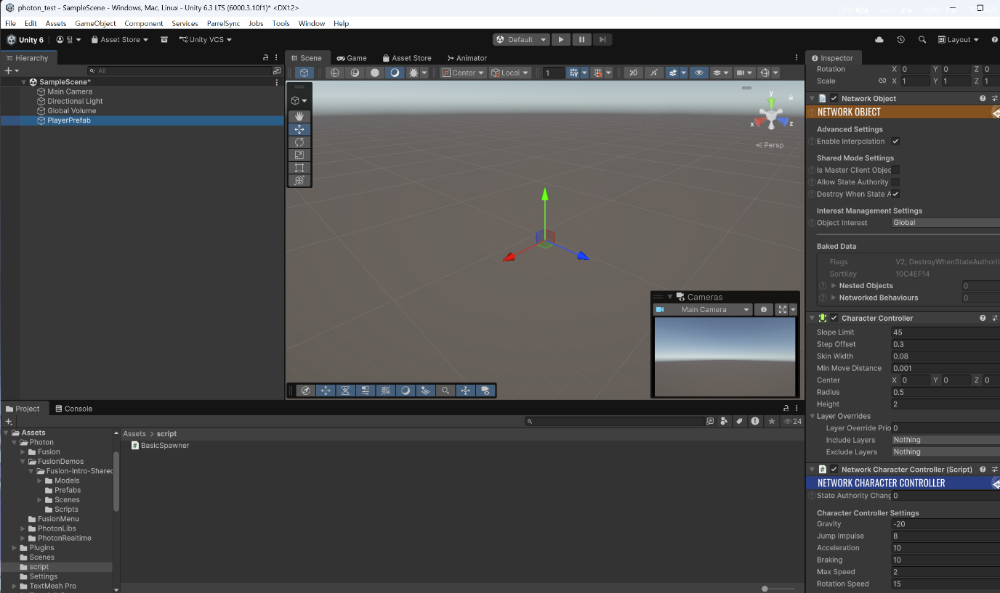 photon_test - SampleScene - Windows, Mac, Linux - Unity 6.3 LTS (6000.3.10f1)* <DX12>
File Edit Assets GameObject Component Services ParrelSync Jobs Tools Window Help
Unity 6 Asset Store Unity VCS Default Layout
Hierarchy
All
SampleScene*
Main Camera
Directional Light
Global Volume
PlayerPrefab
Scene Game Asset Store Animator
Center Local 1
y
x
z
Persp
Cameras
Main Camera
Inspector
Rotation X 0 Y 0 Z 0
Scale X 1 Y 1 Z 1
Network Object
NETWORK OBJECT
Advanced Settings
Enable Interpolation
Shared Mode Settings
Is Master Client Objec
Allow State Authority
Destroy When State A
Interest Management Settings
Object Interest Global
Baked Data
Flags V2, DestroyWhenStateAuthorit
SortKey 10C4EF14
Nested Objects 0
Networked Behaviours 0
Character Controller
Slope Limit 45
Step Offset 0.3
Skin Width 0.08
Min Move Distance 0.001
Center X 0 Y 0 Z 0
Radius 0.5
Height 2
Layer Overrides
Layer Override Prio 0
Include Layers Nothing
Exclude Layers Nothing
Network Character Controller (Script)
NETWORK CHARACTER CONTROLLER
State Authority Chang 0
Character Controller Settings
Gravity -20
Jump Impulse 8
Acceleration 10
Braking 10
Max Speed 2
Rotation Speed 15
Project Console
24
Assets
Photon
Fusion
FusionDemos
Fusion-Intro-Shared
Models
Prefabs
Scenes
Scripts
FusionMenu
PhotonLibs
PhotonRealtime
Plugins
Scenes
script
Settings
TextMesh Pro
Assets > script
BasicSpawner